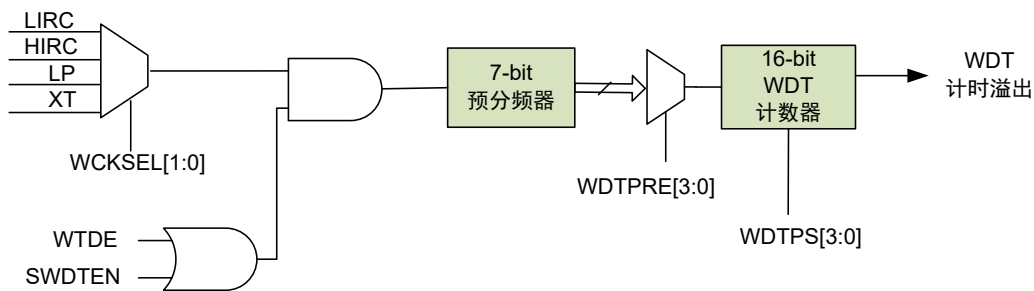 LIRC
HIRC
LP
XT
WCKSEL[1:0]
WTDE
SWDTEN
7-bit
预分频器
WDTPRE[3:0]
16-bit
WDT
计数器
WDTPS[3:0]
WDT
计时溢出